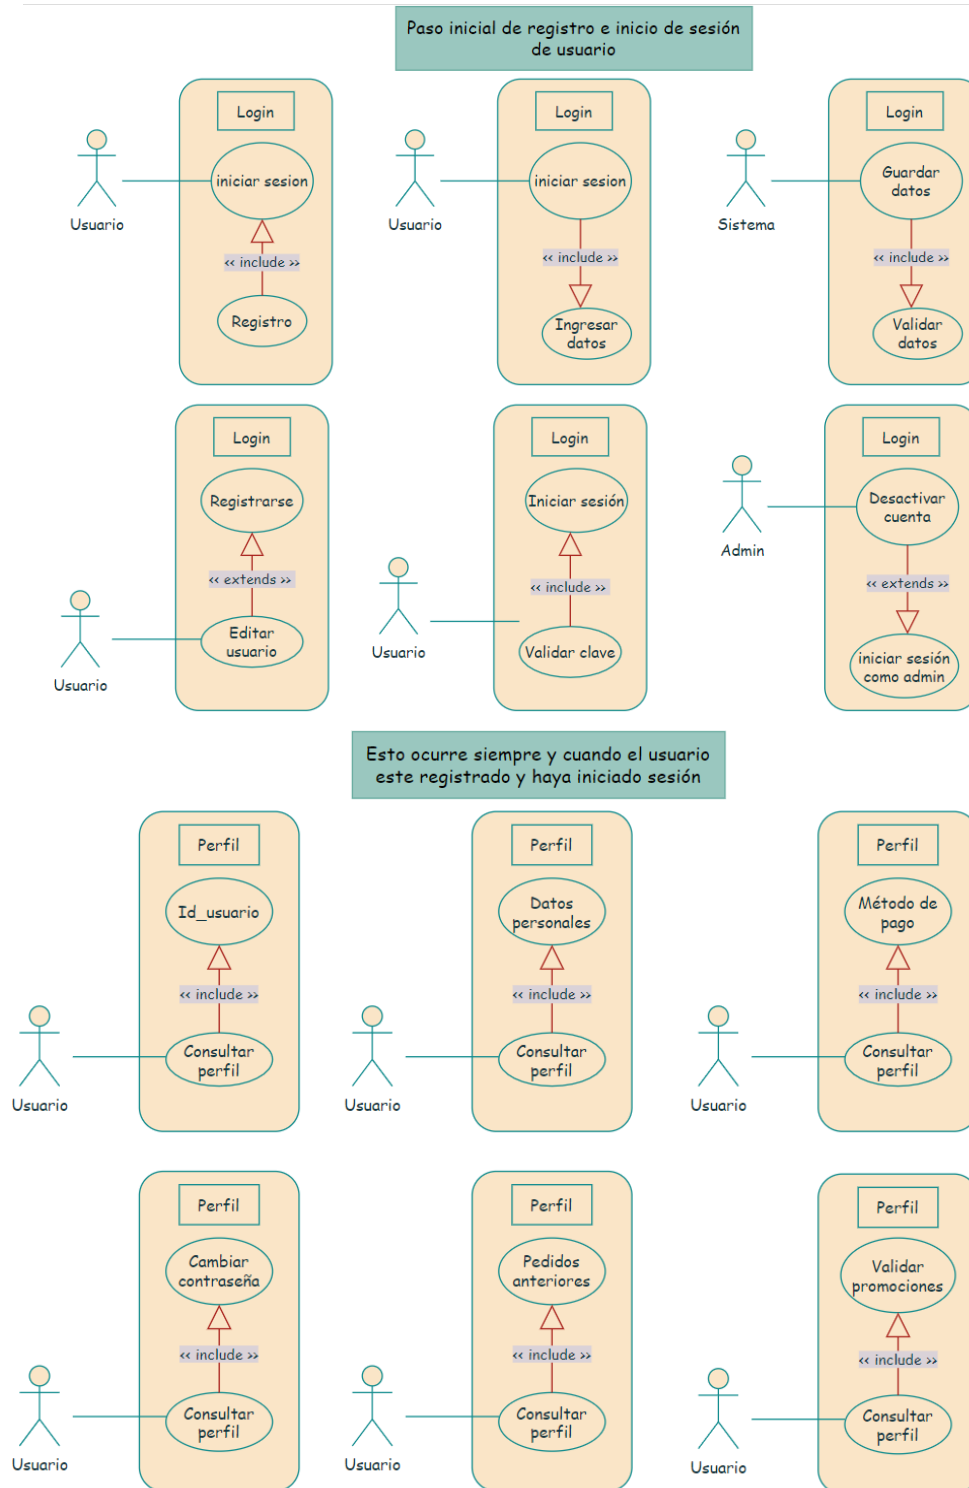 Paso inicial de registro e inicio de sesión
de usuario
Login
Login
Login
iniciar sesion
iniciar sesion
Guardar
datos
Usuario
Usuario
Sistema
‹‹ include ››
‹‹ include ››
‹‹ include ››
Registro
Ingresar
datos
Validar
datos
Login
Login
Login
Registrarse
Iniciar sesión
Desactivar
cuenta
Admin
‹‹ extends ››
‹‹ include ››
‹‹ extends ››
Editar
usuario
Validar clave
iniciar sesión
como admin
Usuario
Usuario
Esto ocurre siempre y cuando el usuario
este registrado y haya iniciado sesión
Perfil
Perfil
Perfil
Id_usuario
Datos
personales
Método de
pago
‹‹ include ››
‹‹ include ››
‹‹ include ››
Consultar
perfil
Consultar
perfil
Consultar
perfil
Usuario
Usuario
Usuario
Perfil
Perfil
Perfil
Cambiar
contraseña
Pedidos
anteriores
Validar
promociones
‹‹ include ››
‹‹ include ››
‹‹ include ››
Consultar
perfil
Consultar
perfil
Consultar
perfil
Usuario
Usuario
Usuario